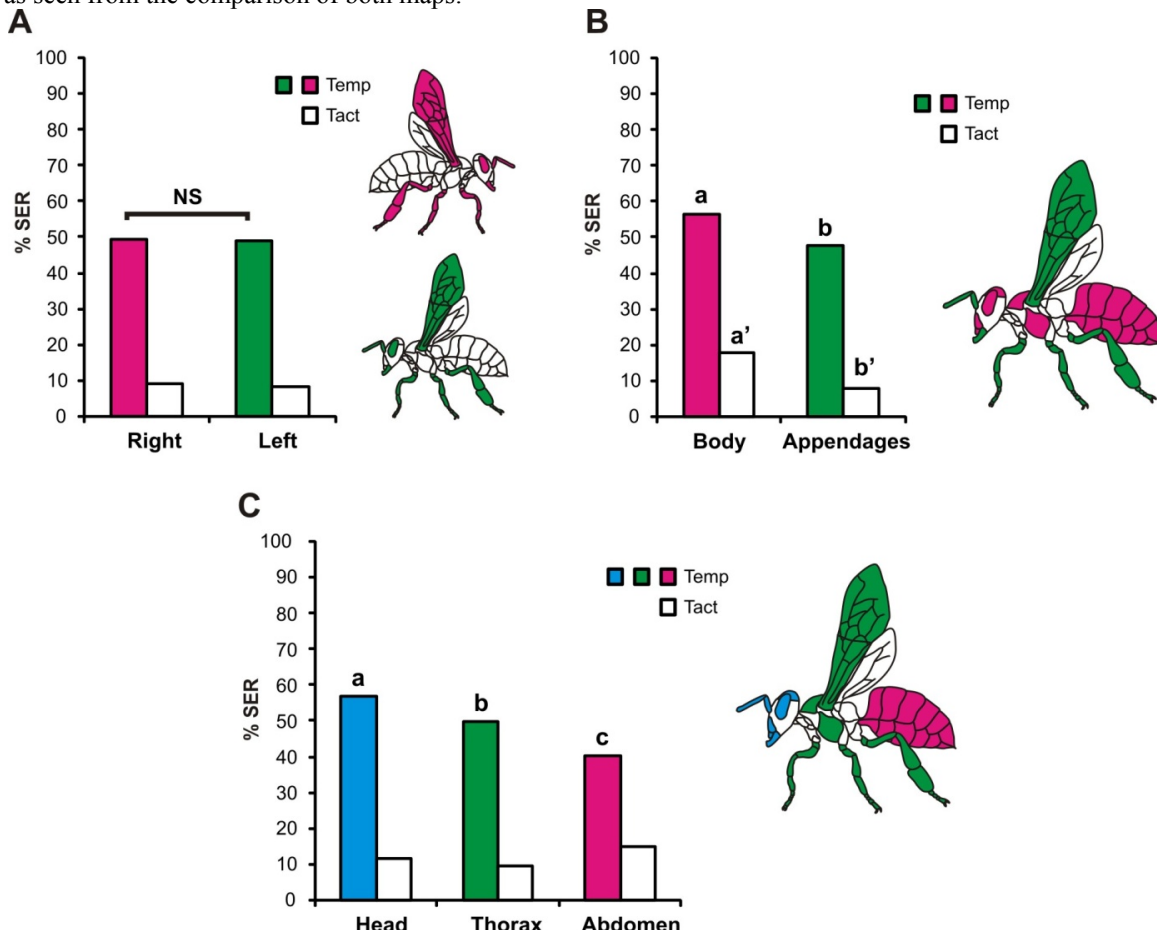 as seen from the comparison of both maps.
A
100
90
80
70
60
50
40
30
20
10
0
% SER
NS
Temp
Tact
Right Left
B
100
90
80
70
60
50
40
30
20
10
0
% SER
a
a’
b
b’
Temp
Tact
Body Appendages
C
100
90
80
70
60
50
40
30
20
10
0
% SER
a
b
c
Temp
Tact
Head Thorax Abdomen